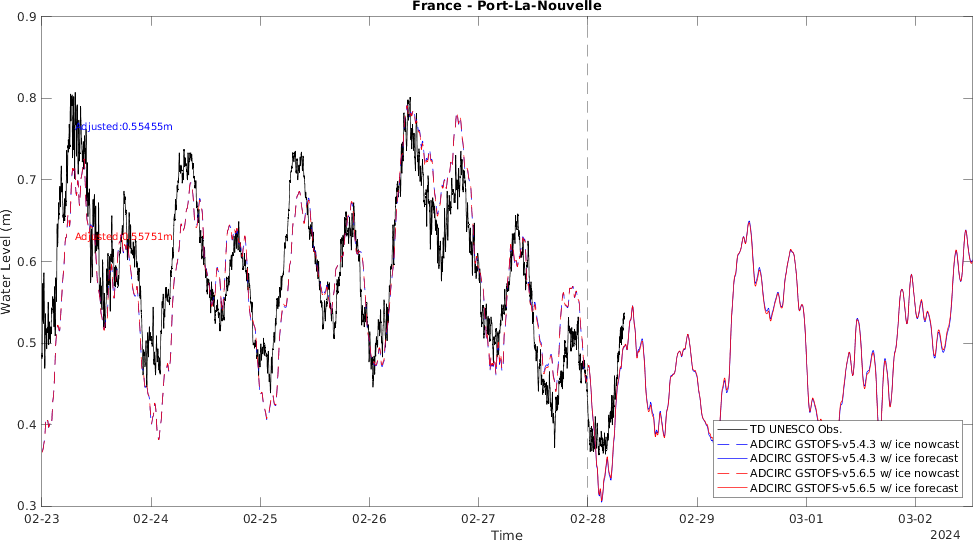 France - Port-La-Nouvelle
0.9
0.8
0.7
0.6
0.5
0.4
0.3
Water Level (m)
Adjusted:0.55455m
Adjusted:0.55751m
TD UNESCO Obs.
ADCIRC GSTOFS-v5.4.3 w/ ice nowcast
ADCIRC GSTOFS-v5.4.3 w/ ice forecast
ADCIRC GSTOFS-v5.6.5 w/ ice nowcast
ADCIRC GSTOFS-v5.6.5 w/ ice forecast
02-23 02-24 02-25 02-26 02-27 02-28 02-29 03-01 03-02
Time
2024